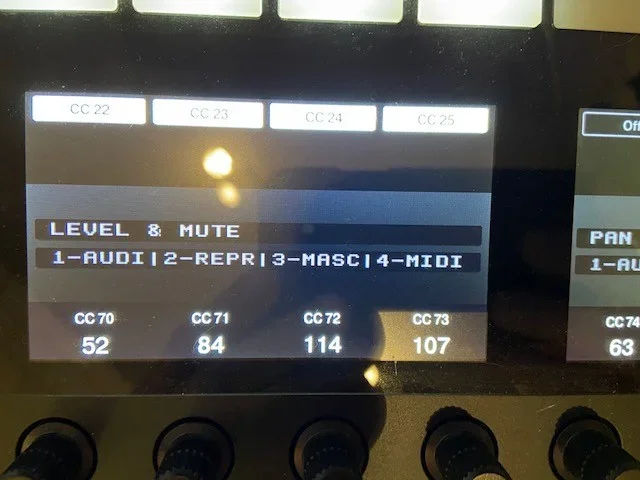 CC 22 CC 23 CC 24 CC 25 Off
LEVEL & MUTE PAN
1-AUDI|2-REPR|3-MASC|4-MIDI 1-AU
CC 70 CC 71 CC 72 CC 73 CC 74
52 84 114 107 63